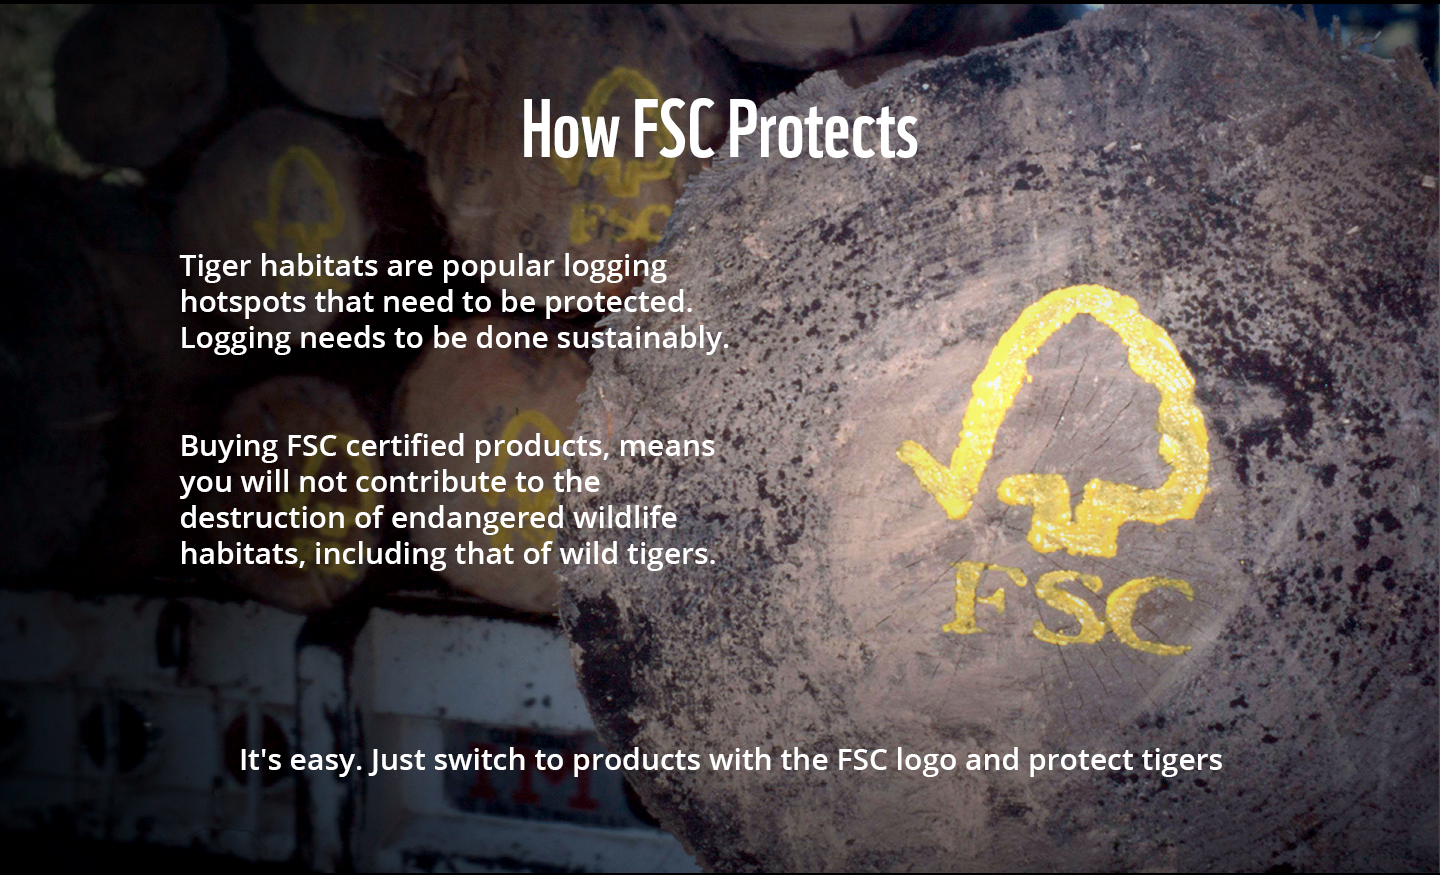 How FSC Protects
Tiger habitats are popular logging
hotspots that need to be protected.
Logging needs to be done sustainably.
Buying FSC certified products, means
you will not contribute to the
destruction of endangered wildlife
habitats, including that of wild tigers.
FSC
FSC
It's easy. Just switch to products with the FSC logo and protect tigers